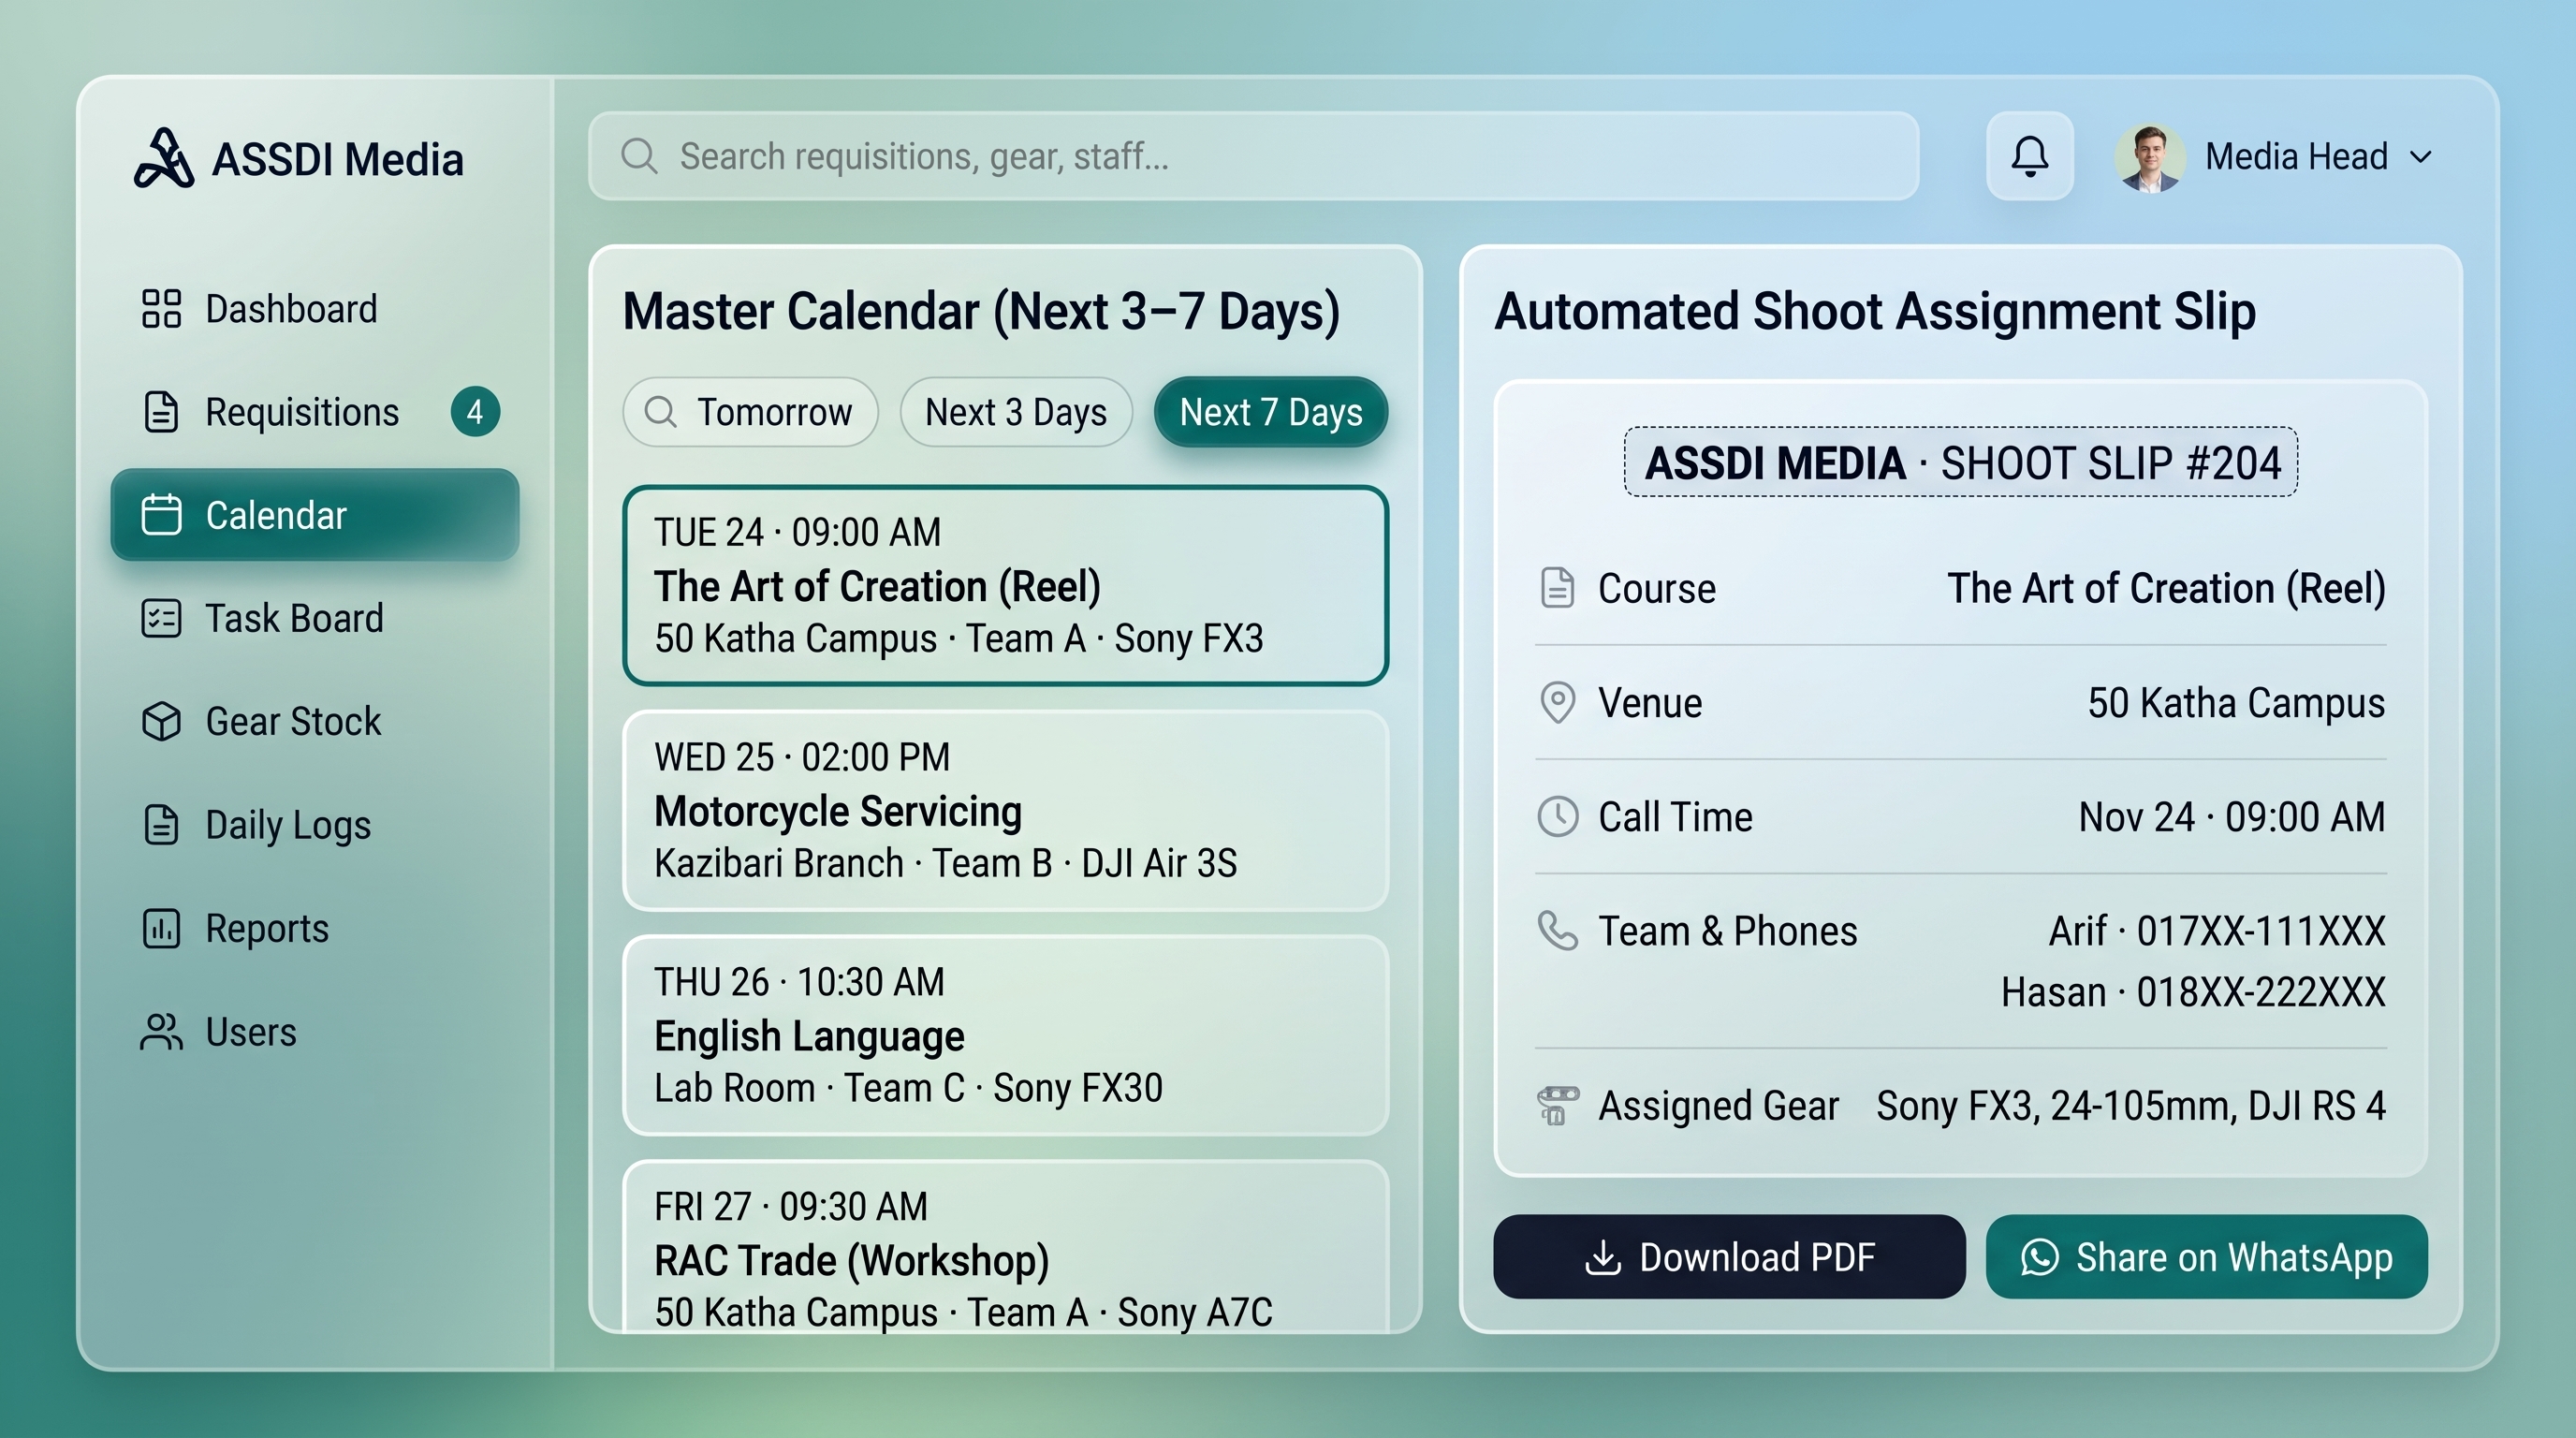 ASSDI Media
Search requisitions, gear, staff...
Media Head
Dashboard
Requisitions 4
Calendar
Task Board
Gear Stock
Daily Logs
Reports
Users
Master Calendar (Next 3–7 Days)
Tomorrow
Next 3 Days
Next 7 Days
TUE 24 · 09:00 AM
The Art of Creation (Reel)
50 Katha Campus · Team A · Sony FX3
WED 25 · 02:00 PM
Motorcycle Servicing
Kazibari Branch · Team B · DJI Air 3S
THU 26 · 10:30 AM
English Language
Lab Room · Team C · Sony FX30
FRI 27 · 09:30 AM
RAC Trade (Workshop)
50 Katha Campus · Team A · Sony A7C
Automated Shoot Assignment Slip
ASSDI MEDIA · SHOOT SLIP #204
Course The Art of Creation (Reel)
Venue 50 Katha Campus
Call Time Nov 24 · 09:00 AM
Team & Phones Arif · 017XX-111XXX
Hasan · 018XX-222XXX
Assigned Gear Sony FX3, 24-105mm, DJI RS 4
Download PDF
Share on WhatsApp